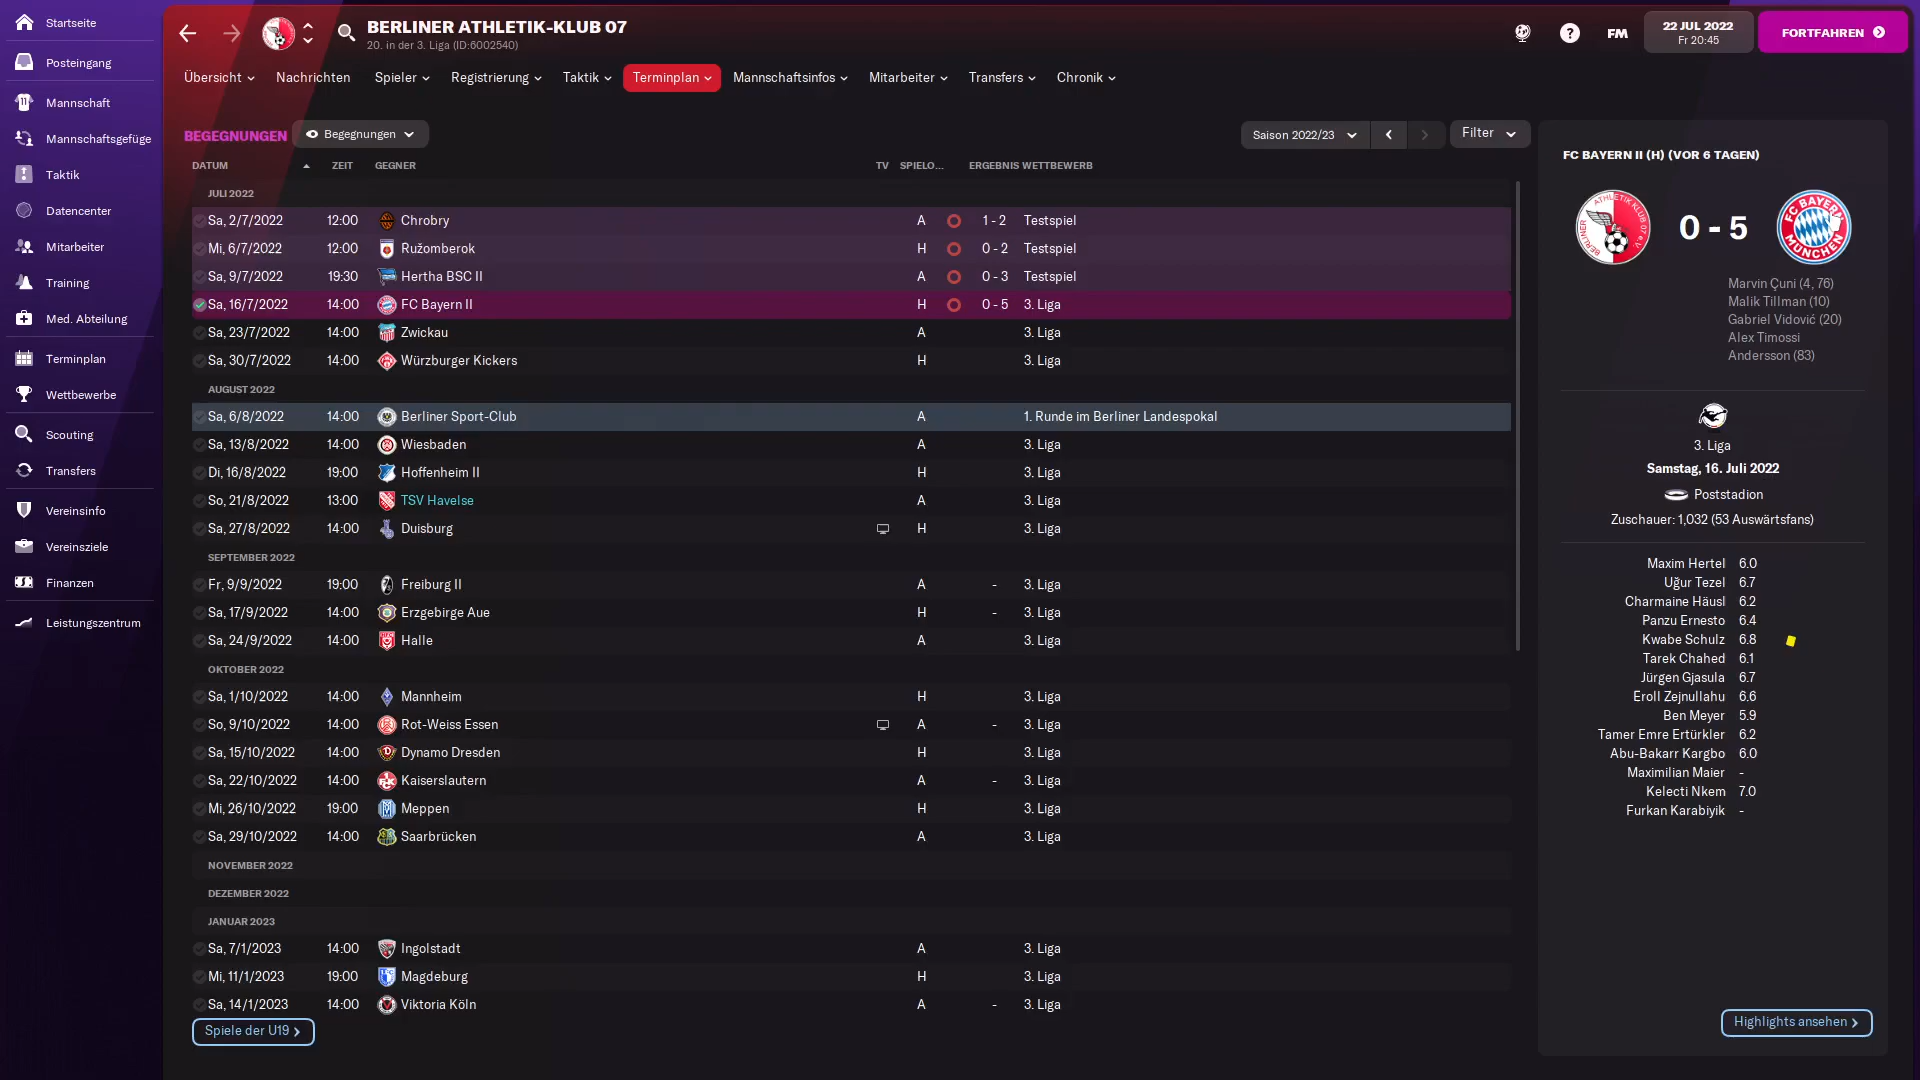 Startseite
Posteingang
Mannschaft
Mannschaftsgefüge
Taktik
Datencenter
Mitarbeiter
Training
Med. Abteilung
Terminplan
Wettbewerbe
Scouting
Transfers
Vereinsinfo
Vereinsziele
Finanzen
Leistungszentrum
BERLINER ATHLETIK-KLUB 07
20. in der 3. Liga (ID:6002540)
FM
22 JUL 2022
Fr 20:45
FORTFAHREN
Übersicht Nachrichten Spieler Registrierung Taktik Terminplan Mannschaftsinfos Mitarbeiter Transfers Chronik
BEGEGNUNGEN Begegnungen Saison 2022/23 Filter
DATUM ZEIT GEGNER TV SPIELO... ERGEBNIS WETTBEWERB
JULI 2022
Sa, 2/7/2022 12:00 Chrobry A 1 - 2 Testspiel
Mi, 6/7/2022 12:00 Ružomberok H 0 - 2 Testspiel
Sa, 9/7/2022 19:30 Hertha BSC II A 0 - 3 Testspiel
Sa, 16/7/2022 14:00 FC Bayern II H 0 - 5 3. Liga
Sa, 23/7/2022 14:00 Zwickau A 3. Liga
Sa, 30/7/2022 14:00 Würzburger Kickers H 3. Liga
AUGUST 2022
Sa, 6/8/2022 14:00 Berliner Sport-Club A 1. Runde im Berliner Landespokal
Sa, 13/8/2022 14:00 Wiesbaden A 3. Liga
Di, 16/8/2022 19:00 Hoffenheim II H 3. Liga
So, 21/8/2022 13:00 TSV Havelse A 3. Liga
Sa, 27/8/2022 14:00 Duisburg H 3. Liga
SEPTEMBER 2022
Fr, 9/9/2022 19:00 Freiburg II A - 3. Liga
Sa, 17/9/2022 14:00 Erzgebirge Aue H - 3. Liga
Sa, 24/9/2022 14:00 Halle A 3. Liga
OKTOBER 2022
Sa, 1/10/2022 14:00 Mannheim H 3. Liga
So, 9/10/2022 14:00 Rot-Weiss Essen A - 3. Liga
Sa, 15/10/2022 14:00 Dynamo Dresden H 3. Liga
Sa, 22/10/2022 14:00 Kaiserslautern A - 3. Liga
Mi, 26/10/2022 19:00 Meppen H 3. Liga
Sa, 29/10/2022 14:00 Saarbrücken A 3. Liga
NOVEMBER 2022
DEZEMBER 2022
JANUAR 2023
Sa, 7/1/2023 14:00 Ingolstadt A 3. Liga
Mi, 11/1/2023 19:00 Magdeburg H 3. Liga
Sa, 14/1/2023 14:00 Viktoria Köln A - 3. Liga
Spiele der U19
FC BAYERN II (H) (VOR 6 TAGEN)
BERLINER ATHLETIK KLUB 07 e.V. 0 - 5 FC BAYERN MÜNCHEN
Marvin Çuni (4, 76)
Malik Tillman (10)
Gabriel Vidović (20)
Alex Timossi
Andersson (83)
3. Liga
Samstag, 16. Juli 2022
Poststadion
Zuschauer: 1,032 (53 Auswärtsfans)
Maxim Hertel 6.0
Uğur Tezel 6.7
Charmaine Häusl 6.2
Panzu Ernesto 6.4
Kwabe Schulz 6.8
Tarek Chahed 6.1
Jürgen Gjasula 6.7
Eroll Zejnullahu 6.6
Ben Meyer 5.9
Tamer Emre Ertürkler 6.2
Abu-Bakarr Kargbo 6.0
Maximilian Maier -
Kelecti Nkem 7.0
Furkan Karabiyik -
Highlights ansehen